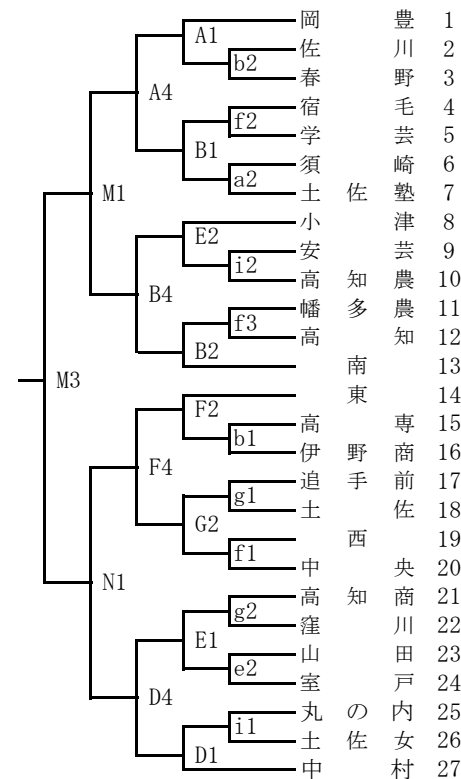 岡豊 1
A1
佐川 2
b2
春野 3
A4
宿毛 4
f2
学芸 5
B1
須崎 6
a2
土佐塾 7
M1
小津 8
E2
安芸 9
i2
高知農 10
B4
幡多農 11
f3
高知 12
B2
南 13
M3
東 14
F2
高専 15
b1
伊野商 16
F4
追手前 17
g1
土佐 18
G2
西 19
f1
中央 20
N1
高知商 21
g2
窪川 22
E1
山田 23
e2
室戸 24
D4
丸の内 25
i1
土佐女 26
D1
中村 27